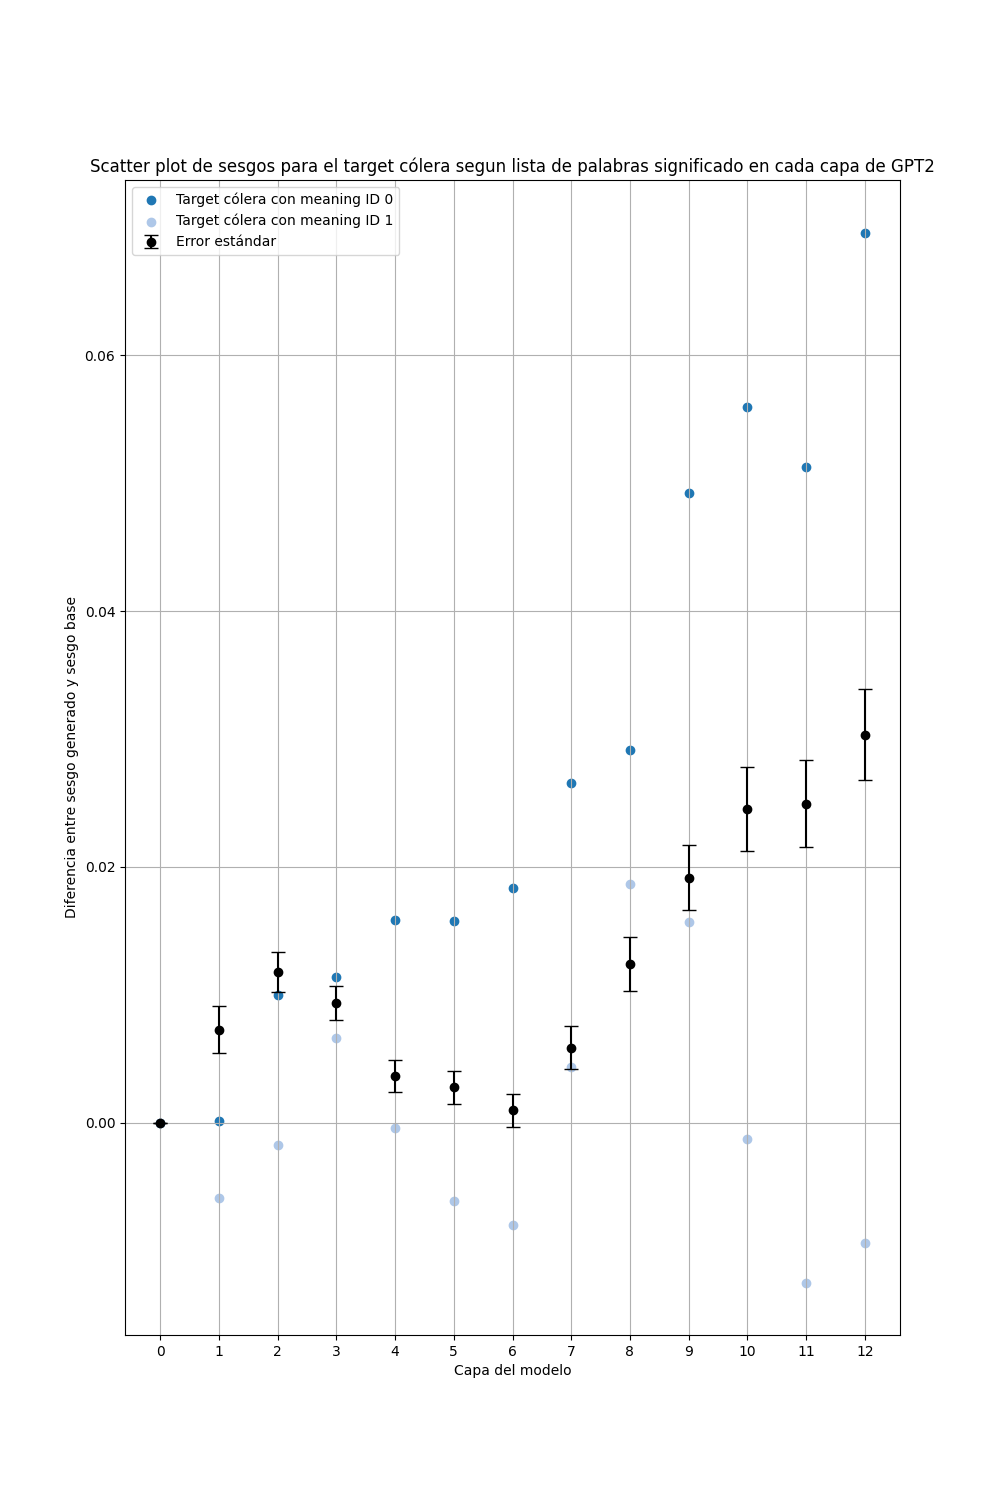 Scatter plot de sesgos para el target cólera segun lista de palabras significado en cada capa de GPT2
Target cólera con meaning ID 0
Target cólera con meaning ID 1
Error estándar
0.06
0.04
0.02
0.00
Diferencia entre sesgo generado y sesgo base
0 1 2 3 4 5 6 7 8 9 10 11 12
Capa del modelo